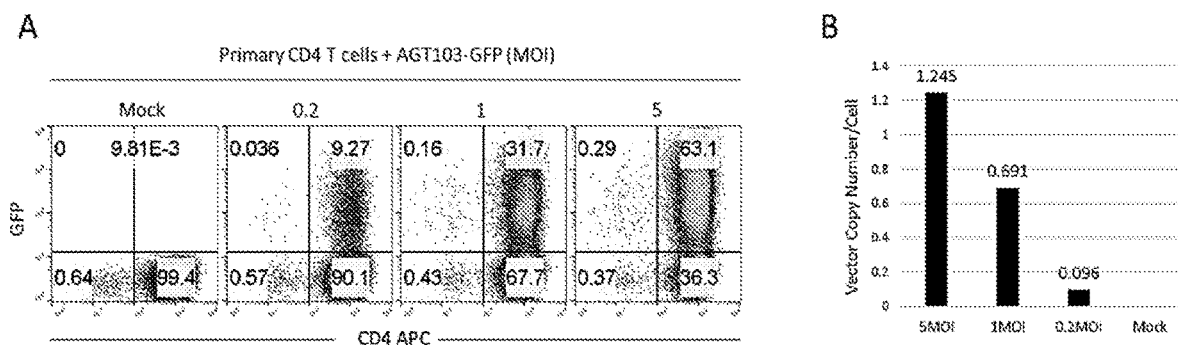 A
Primary CD4 T cells + AGT103-GFP (MOI)
Mock 0.2 1 5
0 9.81E-3 0.036 9.27 0.16 31.7 0.29 63.1
GFP
0.64 99.4 0.57 90.1 0.43 67.7 0.37 36.3
CD4 APC
B
1.4
1.245
1.2
1
0.8
0.691
0.6
0.4
0.2
0.096
0
Vector Copy Number/Cell
5MOI 1MOI 0.2MOI Mock